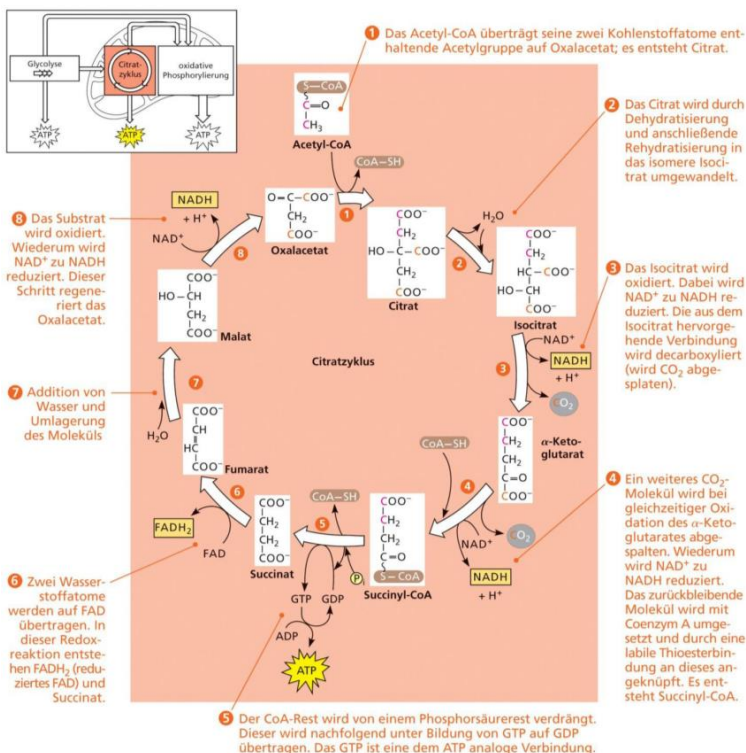 Glycolyse
Citrat-
zyklus
oxidative
Phosphorylierung
ATP
ATP
ATP
1 Das Acetyl-CoA überträgt seine zwei Kohlenstoffatome ent-
haltende Acetylgruppe auf Oxalacetat; es entsteht Citrat.
S—CoA
C=O
CH₃
Acetyl-CoA
CoA—SH
1
2 Das Citrat wird durch
Dehydratisierung
und anschließende
Rehydratisierung in
das isomere Isoci-
trat umgewandelt.
O=C—COO⁻
CH₂
COO⁻
Oxalacetat
COO⁻
CH₂
HO—C—COO⁻
CH₂
COO⁻
Citrat
H₂O
2
COO⁻
CH₂
HC—COO⁻
HO—CH
COO⁻
Isocitrat
3 Das Isocitrat wird
oxidiert. Dabei wird
NAD⁺ zu NADH re-
duziert. Die aus dem
Isocitrat hervorge-
hende Verbindung
wird decarboxyliert
(wird CO₂ abge-
splaten).
3
NAD⁺
NADH
+ H⁺
CO₂
COO⁻
CH₂
CH₂
C=O
COO⁻
α-Keto-
glutarat
4 Ein weiteres CO₂-
Molekül wird bei
gleichzeitiger Oxi-
dation des α-Keto-
glutarates abge-
spalten. Wiederum
wird NAD⁺ zu
NADH reduziert.
Das zurückbleibende
Molekül wird mit
Coenzym A umge-
setzt und durch eine
labile Thioesterbin-
dung an dieses an-
geknüpft. Es ent-
steht Succinyl-CoA.
CoA—SH
4
CO₂
NAD⁺
NADH
+ H⁺
COO⁻
CH₂
CH₂
C=O
S—CoA
Succinyl-CoA
CoA—SH
5
P
GTP
GDP
ADP
ATP
5 Der CoA-Rest wird von einem Phosphorsäurerest verdrängt.
Dieser wird nachfolgend unter Bildung von GTP auf GDP
übertragen. Das GTP ist eine dem ATP analoge Verbindung.
COO⁻
CH₂
CH₂
COO⁻
Succinat
6
FADH₂
FAD
6 Zwei Wasser-
stoffatome
werden auf FAD
übertragen. In
dieser Redox-
reaktion entste-
hen FADH₂ (redu-
ziertes FAD) und
Succinat.
COO⁻
CH
HC
COO⁻
Fumarat
7
H₂O
7 Addition von
Wasser und
Umlagerung
des Moleküls
COO⁻
HO—CH
CH₂
COO⁻
Malat
8
NADH
+ H⁺
NAD⁺
8 Das Substrat
wird oxidiert.
Wiederum wird
NAD⁺ zu NADH
reduziert. Dieser
Schritt regene-
riert das
Oxalacetat.
Citratzyklus